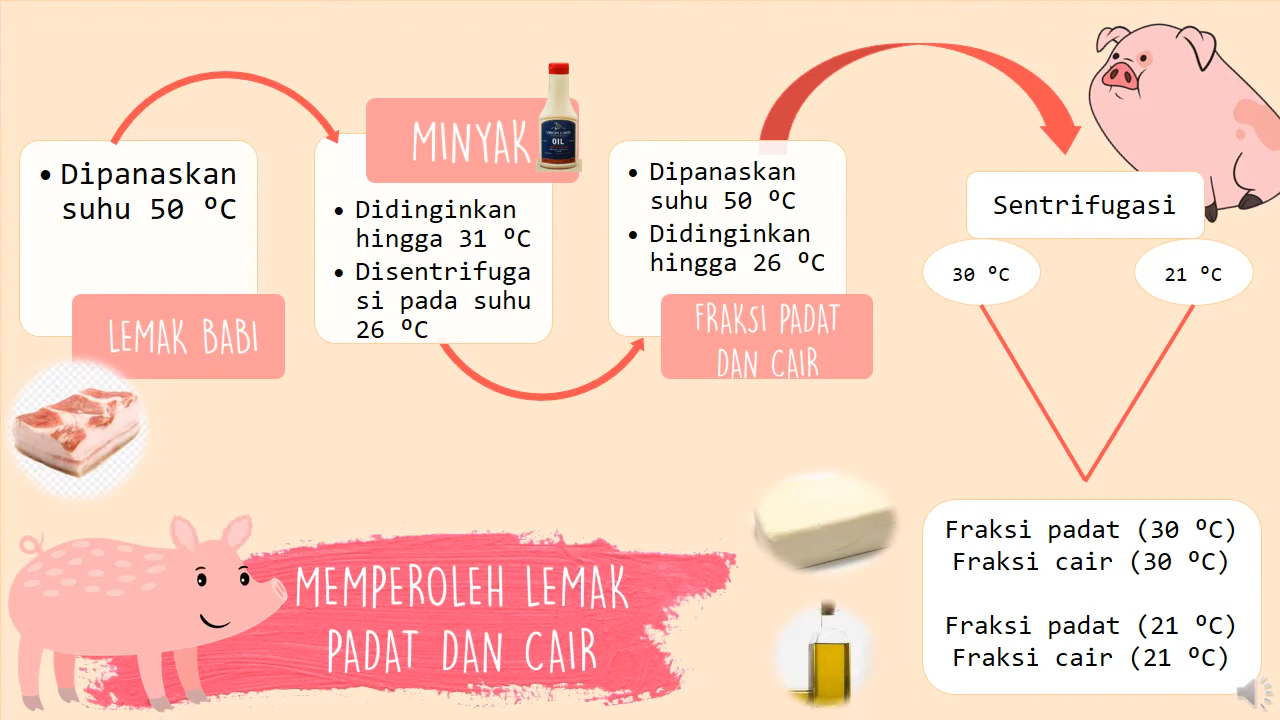 • Dipanaskan
suhu 50 ºC
LEMAK BABI
MINYAK
OIL
• Didinginkan
hingga 31 ºC
• Disentrifuga
si pada suhu
26 ºC
• Dipanaskan
suhu 50 ºC
• Didinginkan
hingga 26 ºC
FRAKSI PADAT
DAN CAIR
Sentrifugasi
30 ºC
21 ºC
Fraksi padat (30 ºC)
Fraksi cair (30 ºC)
Fraksi padat (21 ºC)
Fraksi cair (21 ºC)
MEMPEROLEH LEMAK
PADAT DAN CAIR